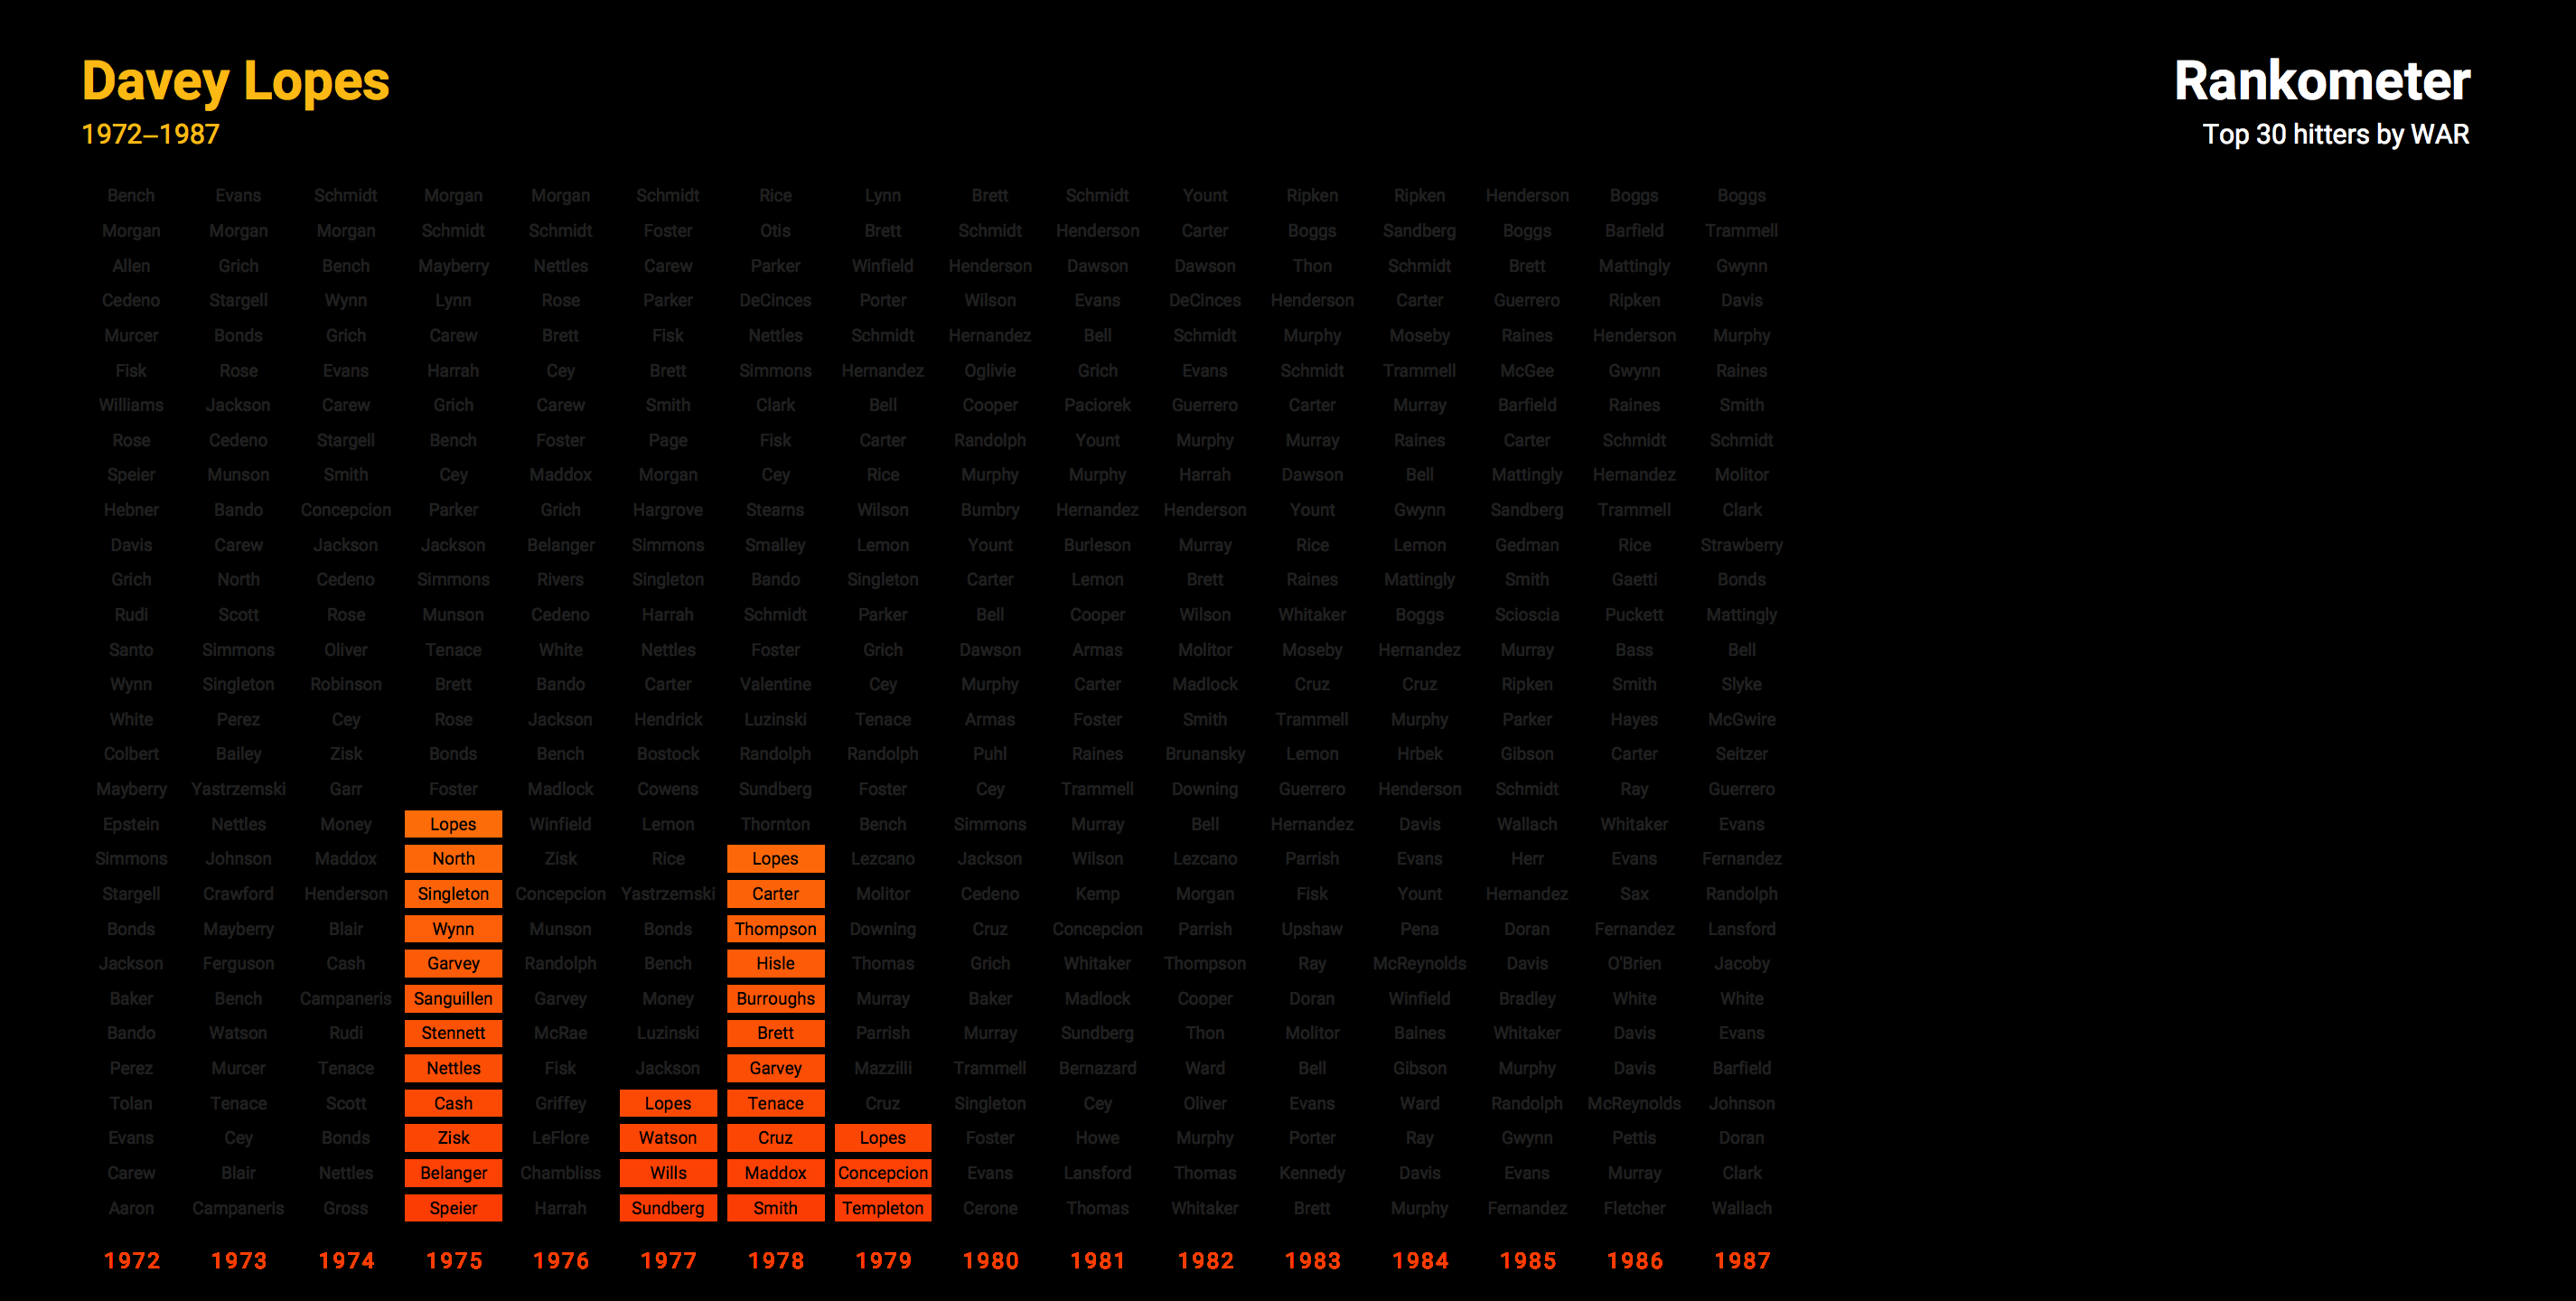 Davey Lopes
1972–1987
Rankometer
Top 30 hitters by WAR
Bench Evans Schmidt Morgan Morgan Schmidt Rice Lynn Brett Schmidt Yount Ripken Ripken Henderson Boggs Boggs
Morgan Morgan Morgan Schmidt Schmidt Foster Otis Brett Schmidt Henderson Carter Boggs Sandberg Boggs Barfield Trammell
Allen Grich Bench Mayberry Nettles Carew Parker Winfield Henderson Dawson Dawson Thon Schmidt Brett Mattingly Gwynn
Cedeno Stargell Wynn Lynn Rose Parker DeCinces Porter Wilson Evans DeCinces Henderson Carter Guerrero Ripken Davis
Murcer Bonds Grich Carew Brett Fisk Nettles Schmidt Hernandez Bell Schmidt Murphy Moseby Raines Henderson Murphy
Fisk Rose Evans Harrah Cey Brett Simmons Hernandez Oglivie Grich Evans Schmidt Trammell McGee Gwynn Raines
Williams Jackson Carew Grich Carew Smith Clark Bell Cooper Paciorek Guerrero Carter Murray Barfield Raines Smith
Rose Cedeno Stargell Bench Foster Page Fisk Carter Randolph Yount Murphy Murray Raines Carter Schmidt Schmidt
Speier Munson Smith Cey Maddox Morgan Cey Rice Murphy Murphy Harrah Dawson Bell Mattingly Hernandez Molitor
Hebner Bando Concepcion Parker Grich Hargrove Stearns Wilson Bumbry Hernandez Henderson Yount Gwynn Sandberg Trammell Clark
Davis Carew Jackson Jackson Belanger Simmons Smalley Lemon Yount Burleson Murray Rice Lemon Gedman Rice Strawberry
Grich North Cedeno Simmons Rivers Singleton Bando Singleton Carter Lemon Brett Raines Mattingly Smith Gaetti Bonds
Rudi Scott Rose Munson Cedeno Harrah Schmidt Parker Bell Cooper Wilson Whitaker Boggs Scioscia Puckett Mattingly
Santo Simmons Oliver Tenace White Nettles Foster Grich Dawson Armas Molitor Moseby Hernandez Murray Bass Bell
Wynn Singleton Robinson Brett Bando Carter Valentine Cey Murphy Carter Madlock Cruz Cruz Ripken Smith Slyke
White Perez Cey Rose Jackson Hendrick Luzinski Tenace Armas Foster Smith Trammell Murphy Parker Hayes McGwire
Colbert Bailey Zisk Bonds Bench Bostock Randolph Randolph Puhl Raines Brunansky Lemon Hrbek Gibson Carter Seitzer
Mayberry Yastrzemski Garr Foster Madlock Cowens Sundberg Foster Cey Trammell Downing Guerrero Henderson Schmidt Ray Guerrero
Epstein Nettles Money Lopes Winfield Lemon Thornton Bench Simmons Murray Bell Hernandez Davis Wallach Whitaker Evans
Simmons Johnson Maddox North Zisk Rice Lopes Lezcano Jackson Wilson Lezcano Parrish Evans Herr Evans Fernandez
Stargell Crawford Henderson Singleton Concepcion Yastrzemski Carter Molitor Cedeno Kemp Morgan Fisk Yount Hernandez Sax Randolph
Bonds Mayberry Blair Wynn Munson Bonds Thompson Downing Cruz Concepcion Parrish Upshaw Pena Doran Fernandez Lansford
Jackson Ferguson Cash Garvey Randolph Bench Hisle Thomas Grich Whitaker Thompson Ray McReynolds Davis O'Brien Jacoby
Baker Bench Campaneris Sanguillen Garvey Money Burroughs Murray Baker Madlock Cooper Doran Winfield Bradley White White
Bando Watson Rudi Stennett McRae Luzinski Brett Parrish Murray Sundberg Thon Molitor Baines Whitaker Davis Evans
Perez Murcer Tenace Nettles Fisk Jackson Garvey Mazzilli Trammell Bernazard Ward Bell Gibson Murphy Davis Barfield
Tolan Tenace Scott Cash Griffey Lopes Tenace Cruz Singleton Cey Oliver Evans Ward Randolph McReynolds Johnson
Evans Cey Bonds Zisk LeFlore Watson Cruz Lopes Foster Howe Murphy Porter Ray Gwynn Pettis Doran
Carew Blair Nettles Belanger Chambliss Wills Maddox Concepcion Evans Lansford Thomas Kennedy Davis Evans Murray Clark
Aaron Campaneris Gross Speier Harrah Sundberg Smith Templeton Cerone Thomas Whitaker Brett Murphy Fernandez Fletcher Wallach
1972 1973 1974 1975 1976 1977 1978 1979 1980 1981 1982 1983 1984 1985 1986 1987